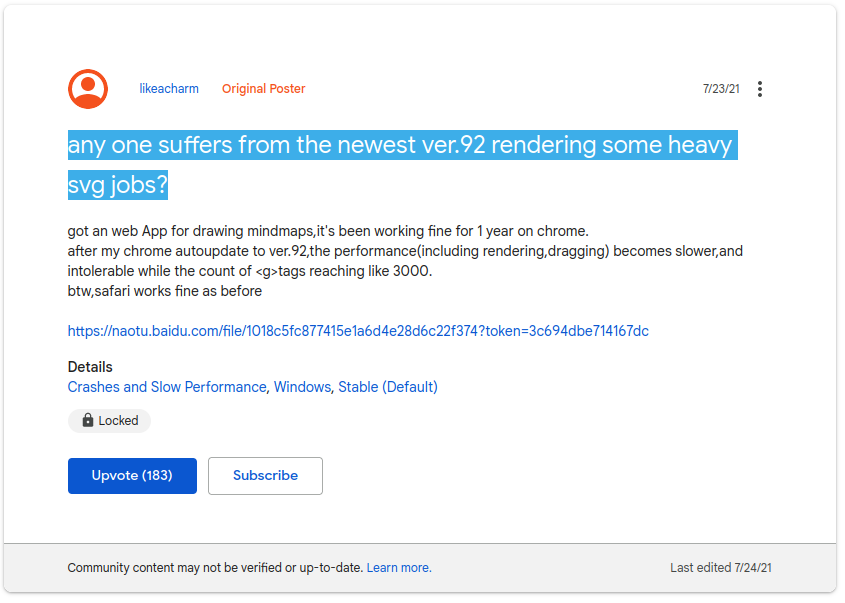 likeacharm Original Poster 7/23/21
any one suffers from the newest ver.92 rendering some heavy
svg jobs?
got an web App for drawing mindmaps,it's been working fine for 1 year on chrome.
after my chrome autoupdate to ver.92,the performance(including rendering,dragging) becomes slower,and
intolerable while the count of <g>tags reaching like 3000.
btw,safari works fine as before
https://naotu.baidu.com/file/1018c5fc877415e1a6d4e28d6c22f374?token=3c694dbe714167dc
Details
Crashes and Slow Performance, Windows, Stable (Default)
Locked
Upvote (183) Subscribe
Community content may not be verified or up-to-date. Learn more. Last edited 7/24/21